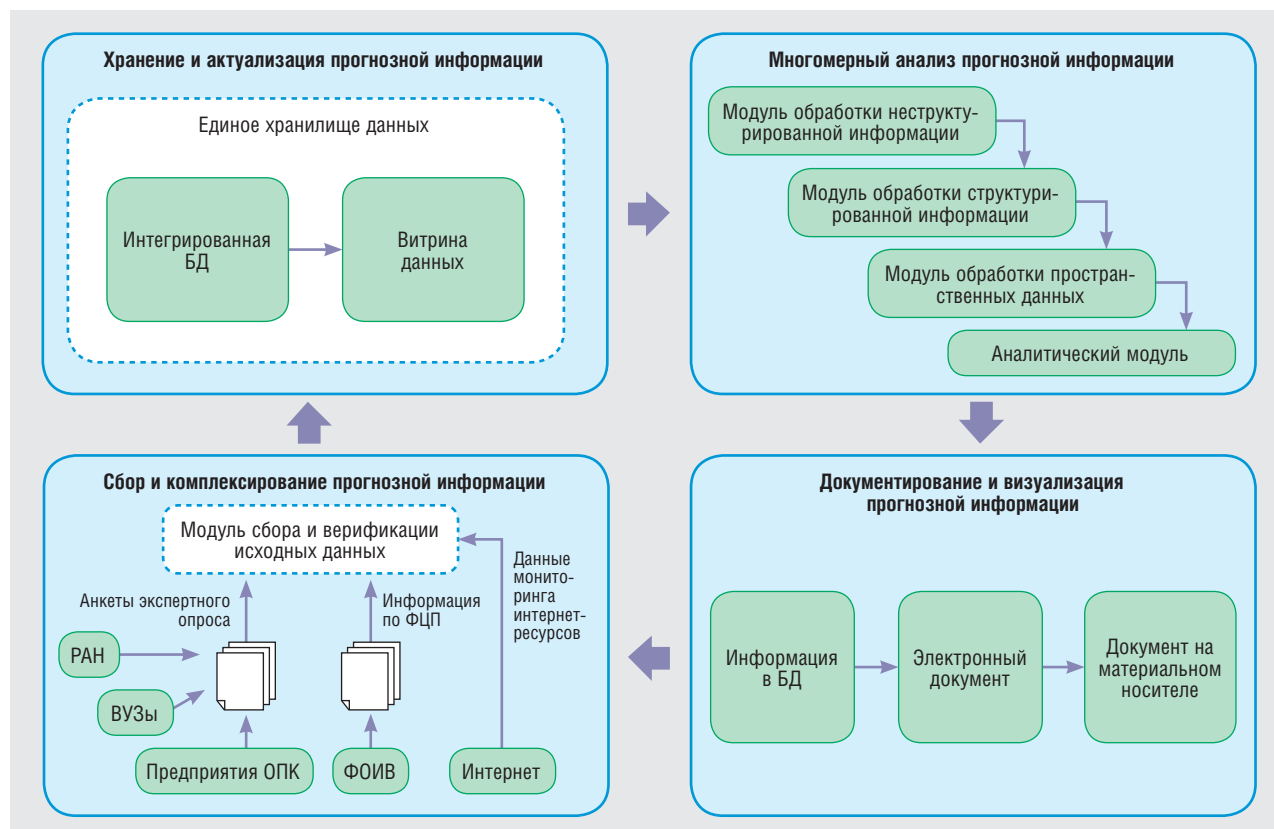 Хранение и актуализация прогнозной информации
Единое хранилище данных
Интегрированная
БД
Витрина
данных
Многомерный анализ прогнозной информации
Модуль обработки неструкту-
рированной информации
Модуль обработки структури-
рированной информации
Модуль обработки простран-
ственных данных
Аналитический модуль
Сбор и комплексирование прогнозной информации
Модуль сбора и верификации
исходных данных
Анкеты экспертного
опроса
Информация
по ФЦП
Данные
монито-
ринга
интернет-
ресурсов
РАН
ВУЗы
Предприятия ОПК
ФОИВ
Интернет
Документирование и визуализация
прогнозной информации
Информация
в БД
Электронный
документ
Документ на
материальном
носителе